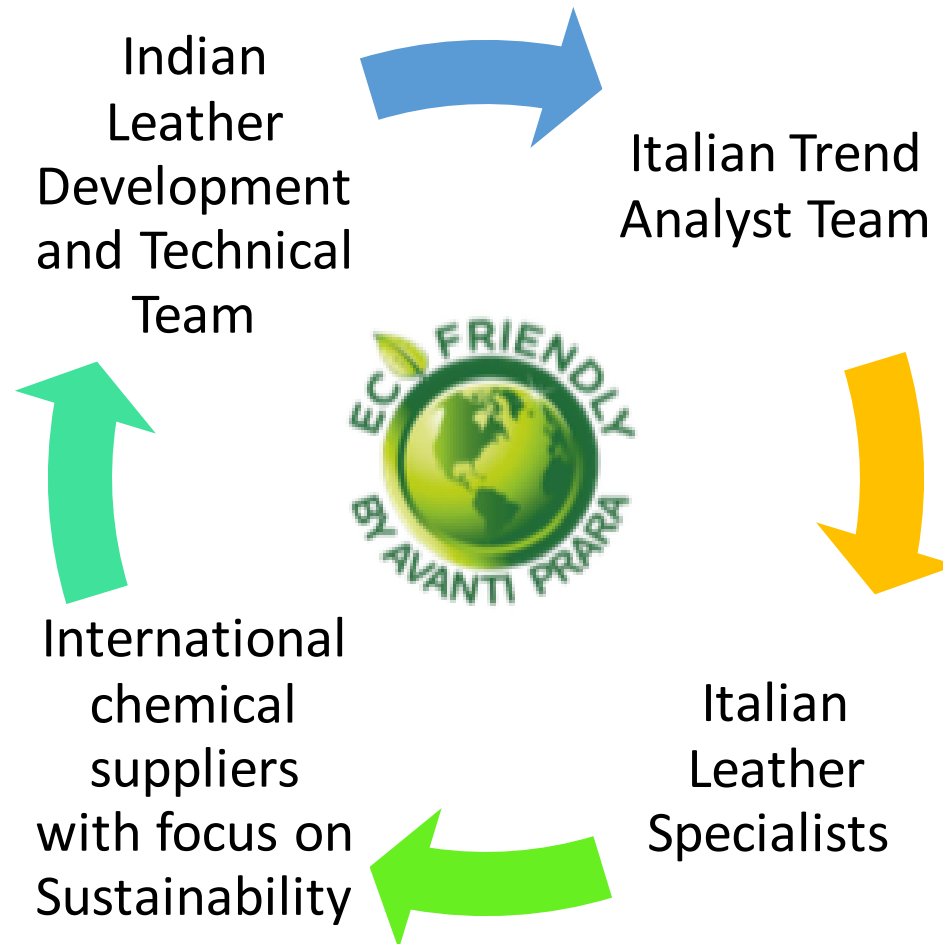 Indian
Leather
Development
and Technical
Team
Italian Trend
Analyst Team
ECO FRIENDLY
BY AVANTI PRARA
International
chemical
suppliers
with focus on
Sustainability
Italian
Leather
Specialists